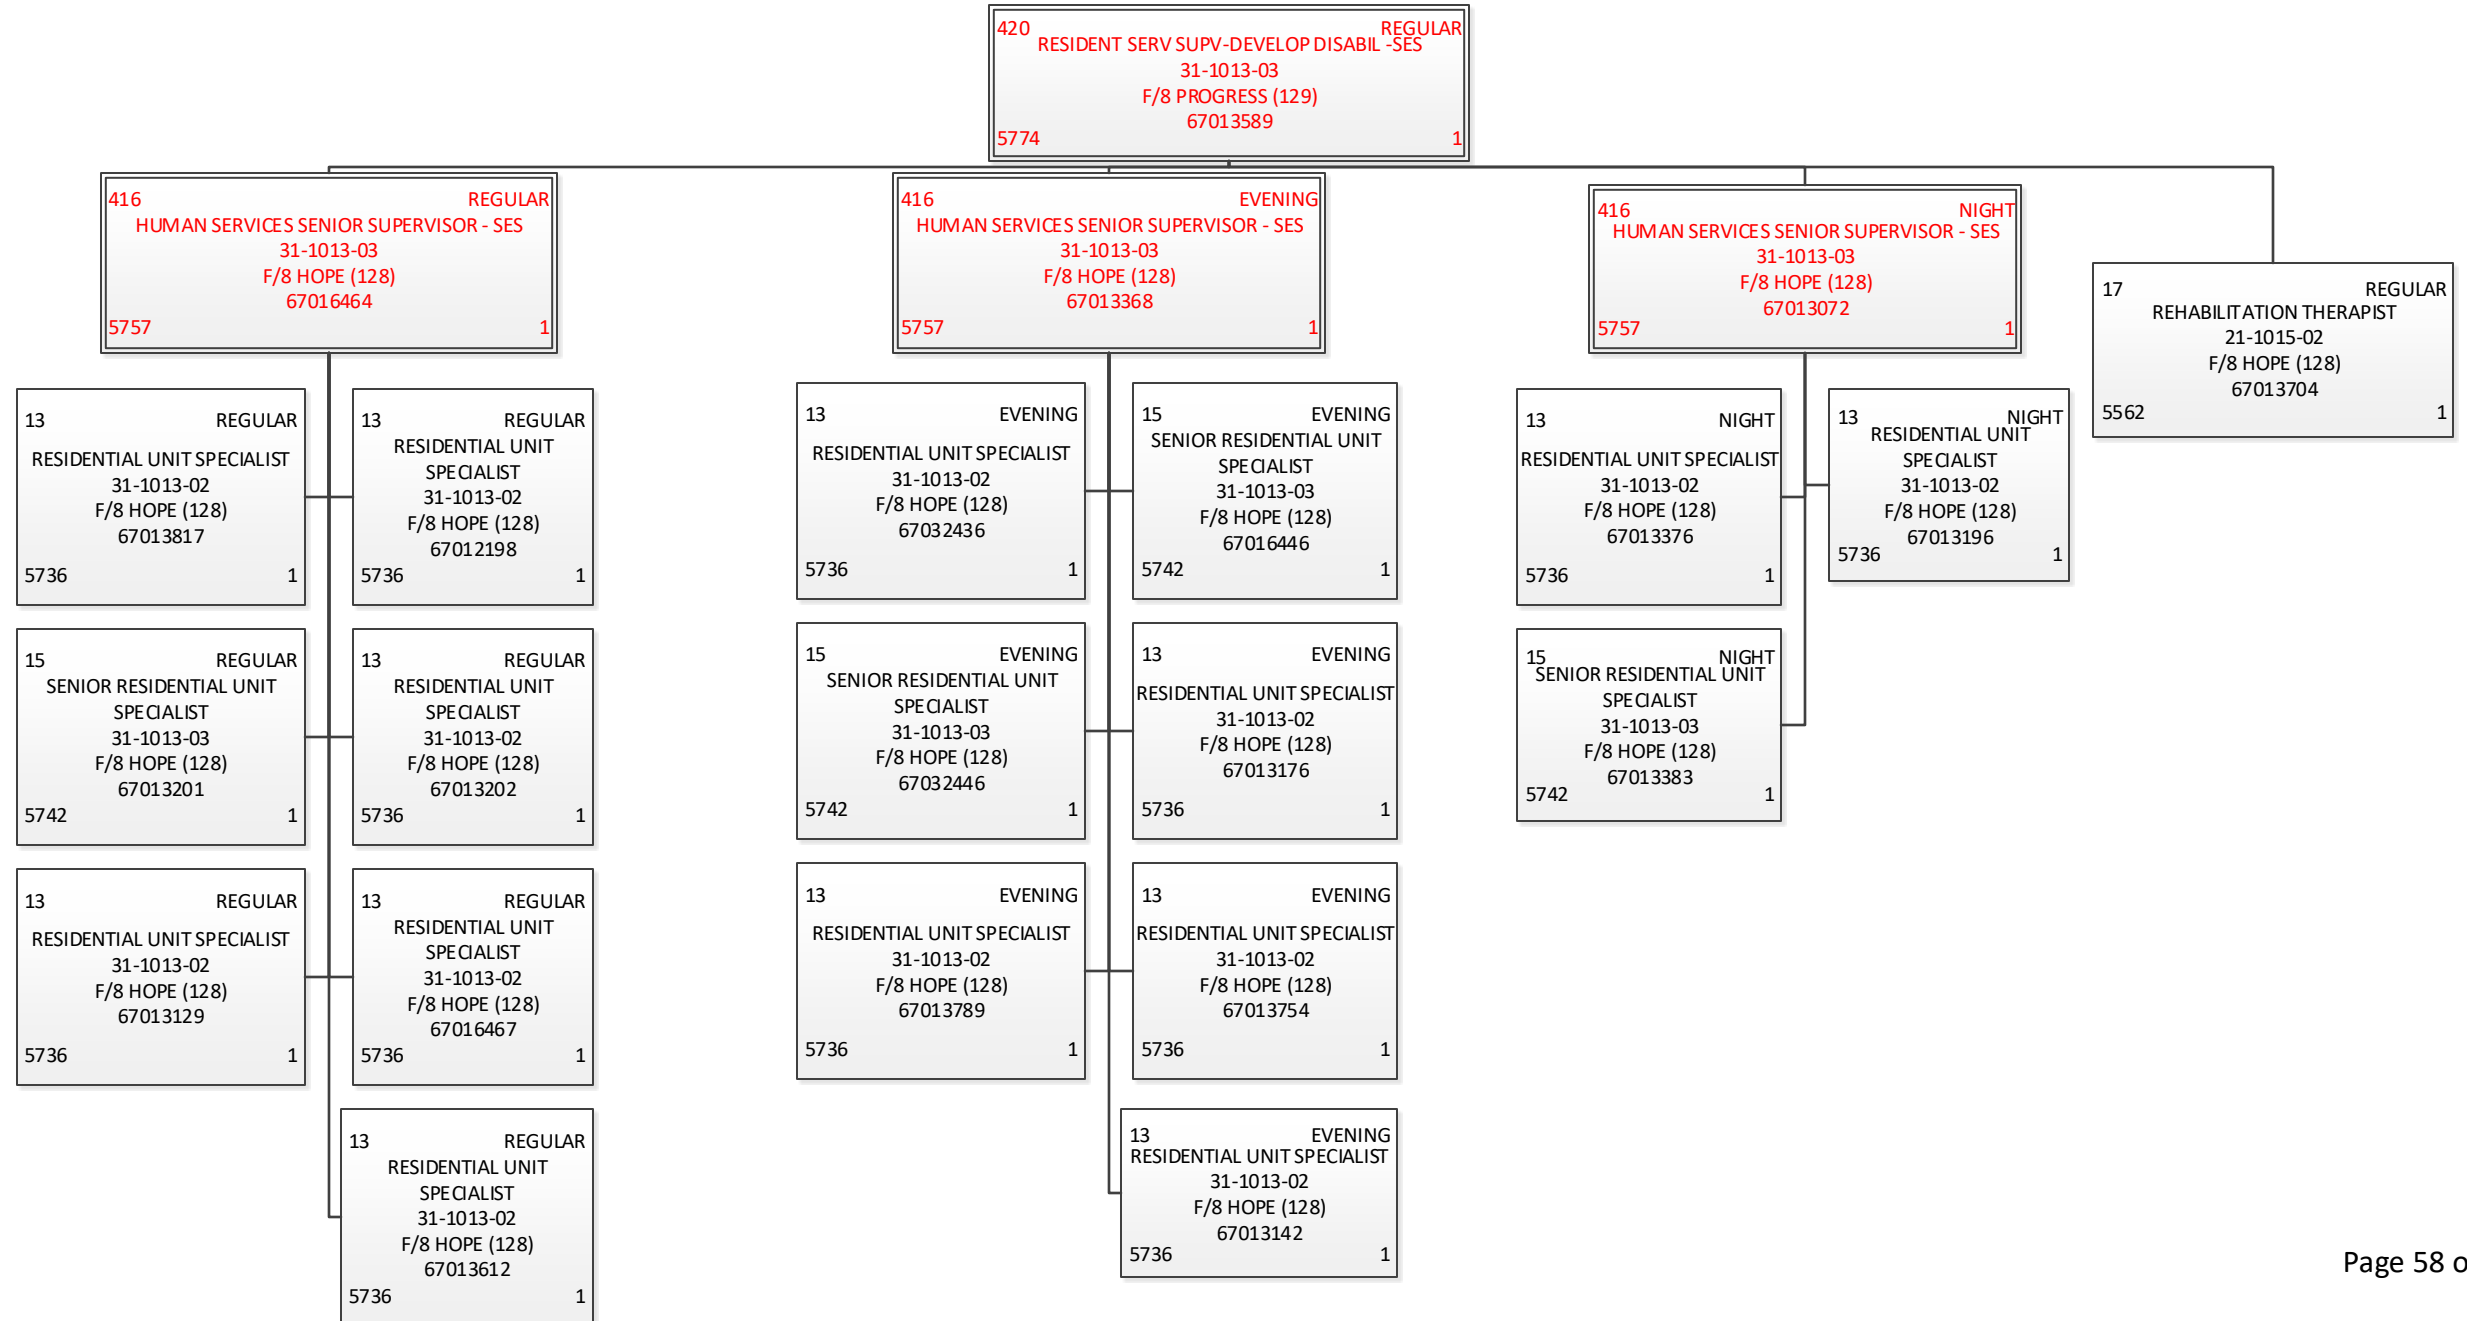 420 REGULAR
RESIDENT SERV SUPV-DEVELOP DISABIL -SES
31-1013-03
F/8 PROGRESS (129)
67013589
5774 1
416 REGULAR
HUMAN SERVICES SENIOR SUPERVISOR - SES
31-1013-03
F/8 HOPE (128)
67016464
5757 1
416 EVENING
HUMAN SERVICES SENIOR SUPERVISOR - SES
31-1013-03
F/8 HOPE (128)
67013368
5757 1
416 NIGHT
HUMAN SERVICES SENIOR SUPERVISOR - SES
31-1013-03
F/8 HOPE (128)
67013072
5757 1
17 REGULAR
REHABILITATION THERAPIST
21-1015-02
F/8 HOPE (128)
67013704
5562 1
13 REGULAR
RESIDENTIAL UNIT SPECIALIST
31-1013-02
F/8 HOPE (128)
67013817
5736 1
13 REGULAR
RESIDENTIAL UNIT
SPECIALIST
31-1013-02
F/8 HOPE (128)
67012198
5736 1
13 EVENING
RESIDENTIAL UNIT SPECIALIST
31-1013-02
F/8 HOPE (128)
67032436
5736 1
15 EVENING
SENIOR RESIDENTIAL UNIT
SPECIALIST
31-1013-03
F/8 HOPE (128)
67016446
5742 1
13 NIGHT
RESIDENTIAL UNIT SPECIALIST
31-1013-02
F/8 HOPE (128)
67013376
5736 1
13 NIGHT
RESIDENTIAL UNIT
SPECIALIST
31-1013-02
F/8 HOPE (128)
67013196
5736 1
15 REGULAR
SENIOR RESIDENTIAL UNIT
SPECIALIST
31-1013-03
F/8 HOPE (128)
67013201
5742 1
13 REGULAR
RESIDENTIAL UNIT
SPECIALIST
31-1013-02
F/8 HOPE (128)
67013202
5736 1
15 EVENING
SENIOR RESIDENTIAL UNIT
SPECIALIST
31-1013-03
F/8 HOPE (128)
67032446
5742 1
13 EVENING
RESIDENTIAL UNIT SPECIALIST
31-1013-02
F/8 HOPE (128)
67013176
5736 1
15 NIGHT
SENIOR RESIDENTIAL UNIT
SPECIALIST
31-1013-03
F/8 HOPE (128)
67013383
5742 1
13 REGULAR
RESIDENTIAL UNIT SPECIALIST
31-1013-02
F/8 HOPE (128)
67013129
5736 1
13 REGULAR
RESIDENTIAL UNIT
SPECIALIST
31-1013-02
F/8 HOPE (128)
67016467
5736 1
13 EVENING
RESIDENTIAL UNIT SPECIALIST
31-1013-02
F/8 HOPE (128)
67013789
5736 1
13 EVENING
RESIDENTIAL UNIT SPECIALIST
31-1013-02
F/8 HOPE (128)
67013754
5736 1
13 REGULAR
RESIDENTIAL UNIT
SPECIALIST
31-1013-02
F/8 HOPE (128)
67013612
5736 1
13 EVENING
RESIDENTIAL UNIT SPECIALIST
31-1013-02
F/8 HOPE (128)
67013142
5736 1
Page 58 o